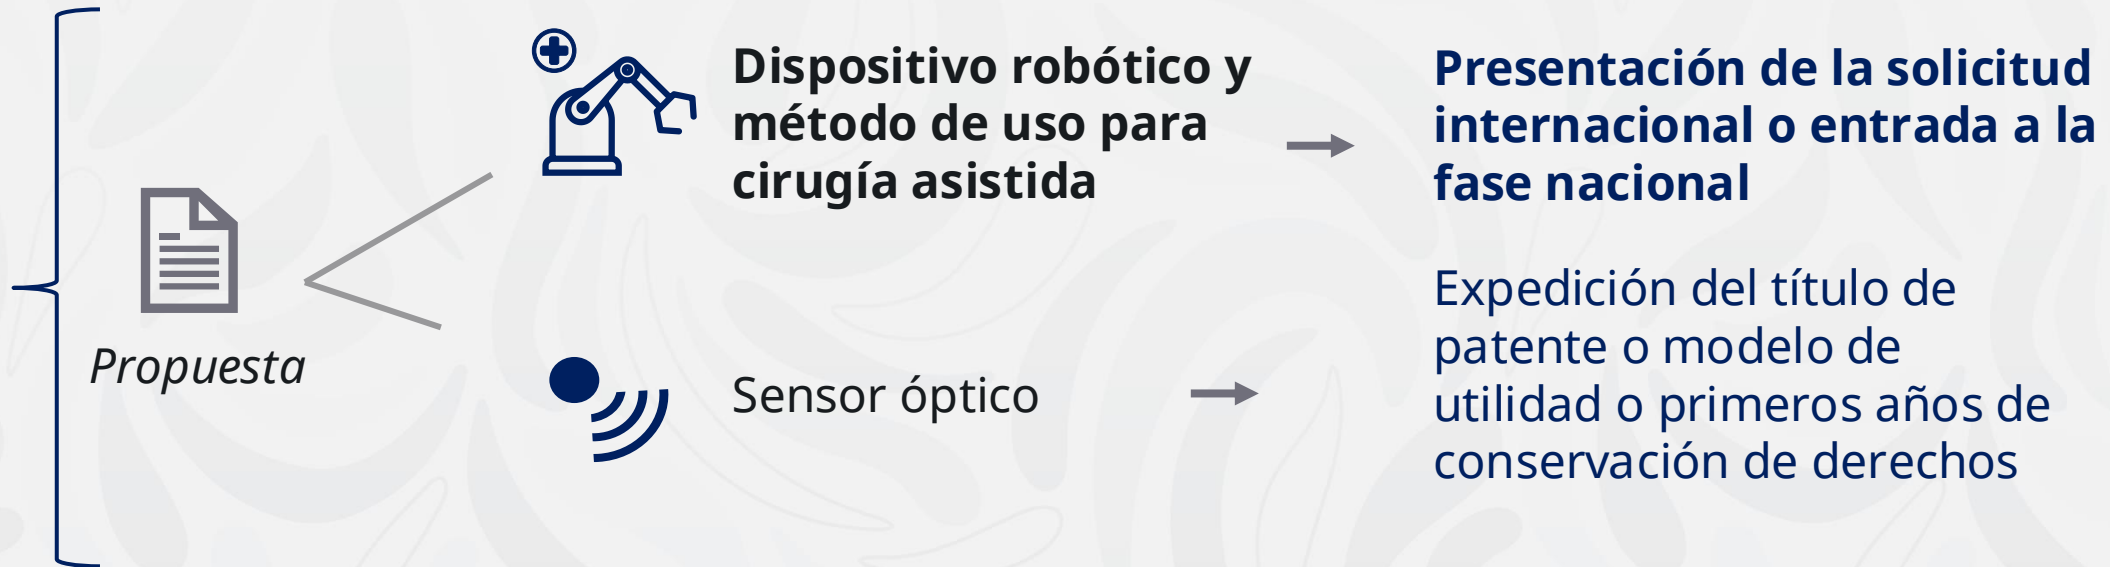 Propuesta
Dispositivo robótico y
método de uso para
cirugía asistida
Presentación de la solicitud
internacional o entrada a la
fase nacional
Sensor óptico
Expedición del título de
patente o modelo de
utilidad o primeros años de
conservación de derechos